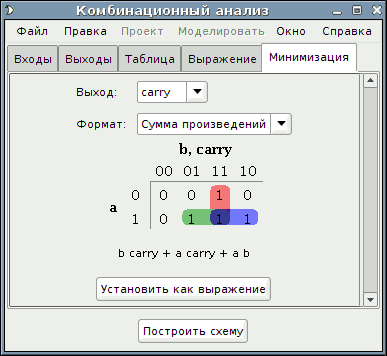 Комбинационный анализ
Файл Правка Проект Моделировать Окно Справка
Входы Выходы Таблица Выражение Минимизация
Выход: carry
Формат: Сумма произведений
b, carry
00 01 11 10
a
0 0 0 1 0
1 0 1 1 1
b carry + a carry + a b
Установить как выражение
Построить схему